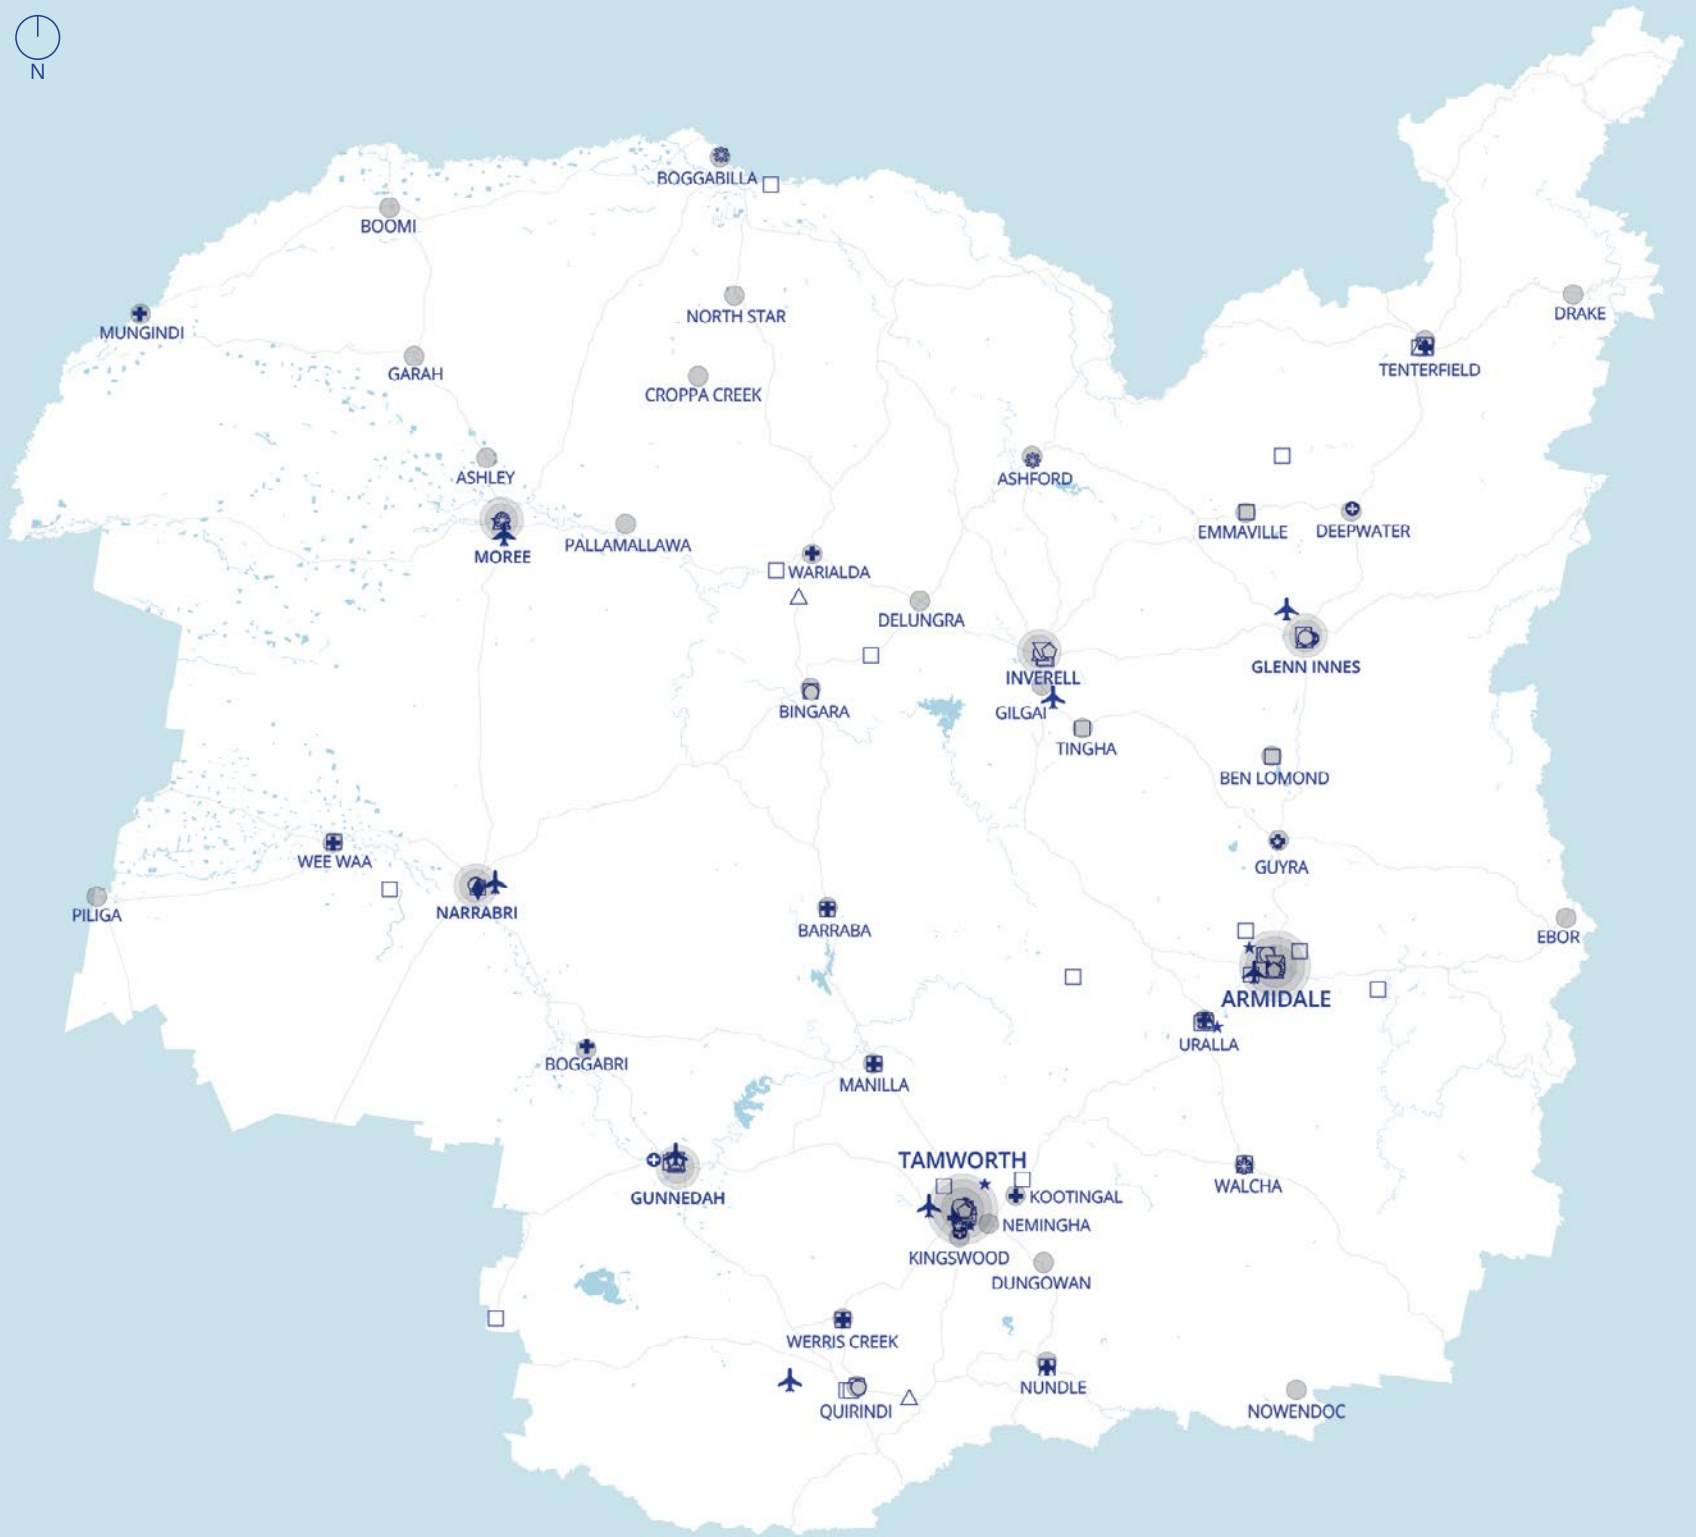 N
BOGGABILLA
BOOMI
NORTH STAR
DRAKE
MUNGINDI
GARAH
TENTERFIELD
CROPPA CREEK
ASHLEY
ASHFORD
EMMAVILLE
DEEPWATER
PALLAMALLAWA
MOREE
WARIALDA
DELUNGRA
GLENN INNES
INVERELL
BINGARA
GILGAI
TINGHA
BEN LOMOND
WEE WAA
GUYRA
PILIGA
NARRABRI
BARRABA
EBOR
ARMIDALE
URALLA
BOGGABRI
MANILLA
TAMWORTH
WALCHA
GUNNEDAH
KOOTINGAL
NEMINGHA
KINGSWOOD
DUNGOWAN
WERRIS CREEK
NUNDLE
QUIRINDI
NOWENDOC